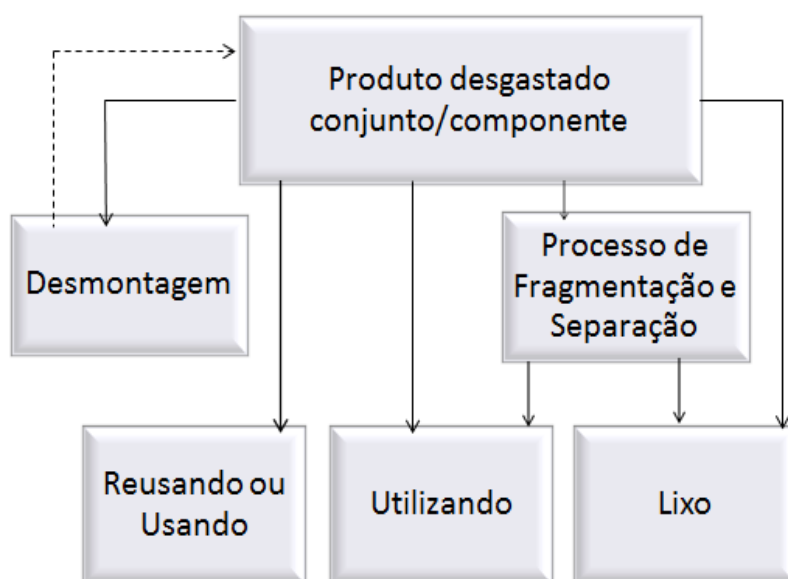 Produto desgastado
conjunto/componente
Desmontagem
Processo de
Fragmentação e
Separação
Reusando ou
Usando
Utilizando
Lixo